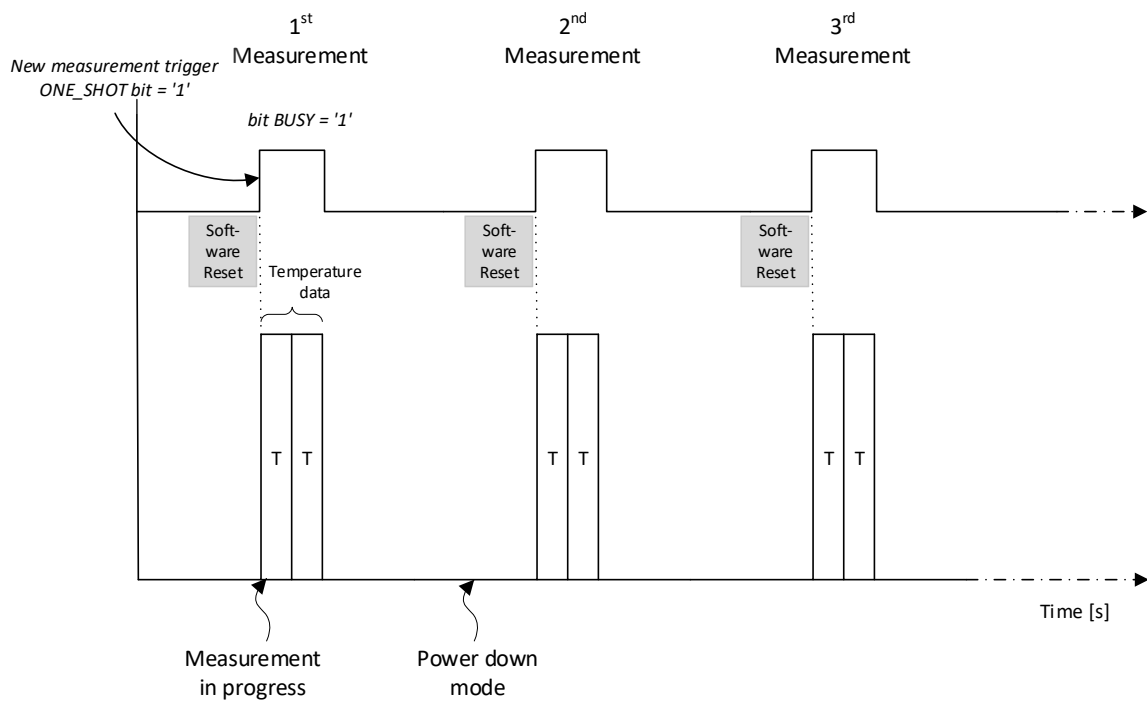 1st
Measurement
2nd
Measurement
3rd
Measurement
New measurement trigger
ONE_SHOT bit = '1'
bit BUSY = '1'
Soft-
ware
Reset
Soft-
ware
Reset
Soft-
ware
Reset
Temperature
data
T T
T T
T T
Time [s]
Measurement
in progress
Power down
mode